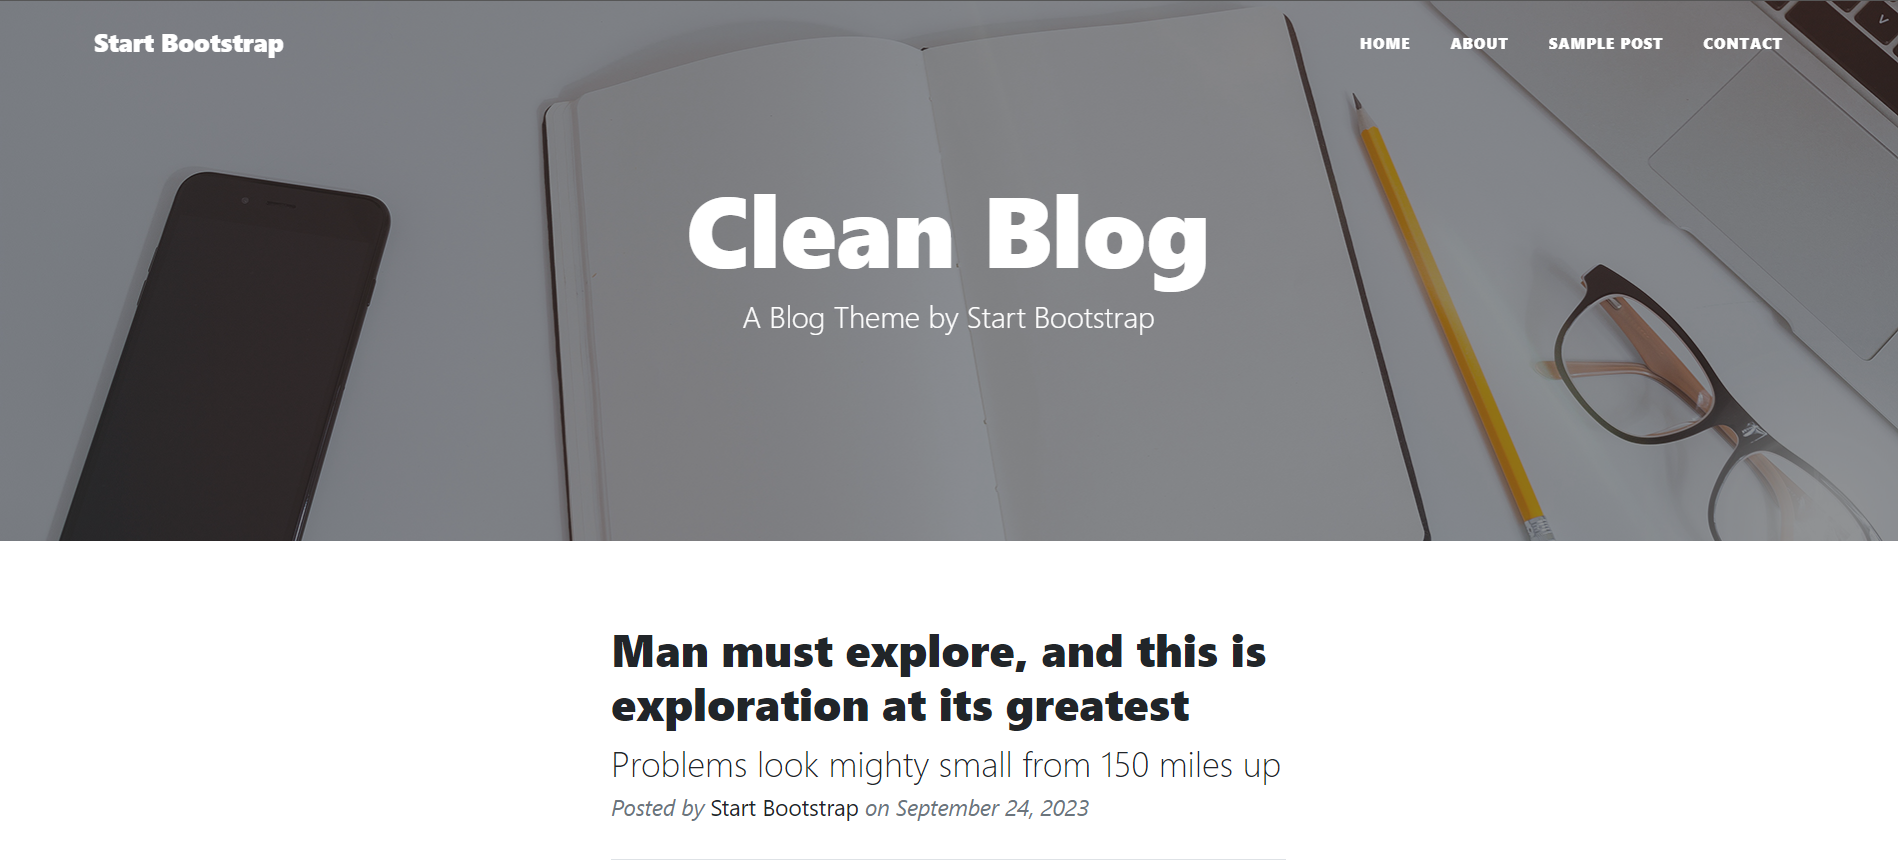 Start Bootstrap
HOME ABOUT SAMPLE POST CONTACT
Clean Blog
A Blog Theme by Start Bootstrap
Man must explore, and this is
exploration at its greatest
Problems look mighty small from 150 miles up
Posted by Start Bootstrap on September 24, 2023